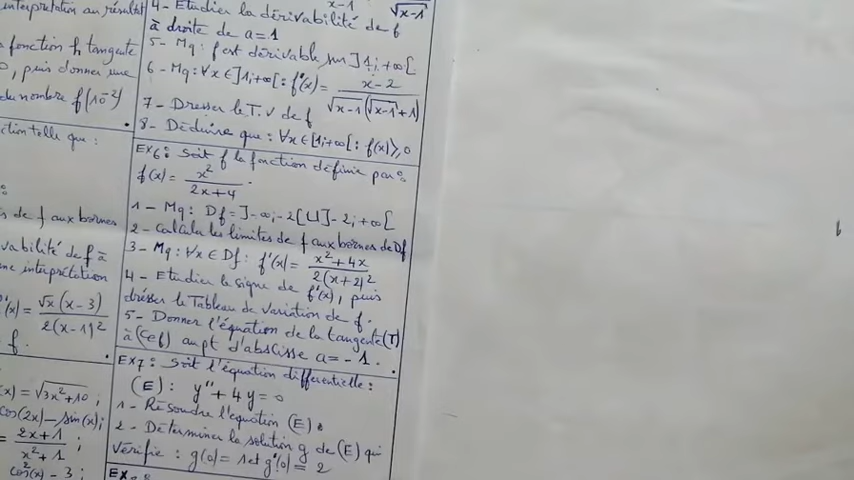 interprétation au résultat
a fonction h tangente
0, puis donner une
du nombre f(10⁻²)
ction telle que :
s de f aux bornes
vabilité de f à
ne interprétation
'(x) = √x (x-3) / 2(x-1)²
f.
(x) = √(3x²+10) ;
cos(2x) - sin(x) ;
= 2x+1 / x²+1 ;
cos²(x) - 3 ;
x-1
√(x-1)
4- Etudier la dérivabilité de f
à droite de a=1
5- Mq : f est dérivable sur ]1;+∞[
6- Mq: ∀x ∈ ]1;+∞[ : f'(x) = x-2 / √(x-1) (√(x-1) + 1)
7- Dresser le T.V de f
8- Déduire que : ∀x ∈ [1;+∞[ : f(x) ⩾ 0
EX6: Soit f la fonction définie par :
f(x) = x² / 2x+4 .
1- Mq : Df = ]-∞;-2[ U ]-2;+∞[
2- Calculer les limites de f aux bornes de Df
3- Mq: ∀x ∈ Df : f'(x) = x²+4x / 2(x+2)²
4- Etudier le signe de f'(x), puis
dresser le Tableau de variation de f.
5- Donner l'équation de la tangente (T)
à (Cf) au pt d'abscisse a = -1.
EX7: Soit l'équation différentielle :
(E) : y'' + 4y = 0
1- Résoudre l'équation (E) .
2- Déterminer la solution g de (E) qui
vérifie : g(0) = 1 et g'(0) = 2